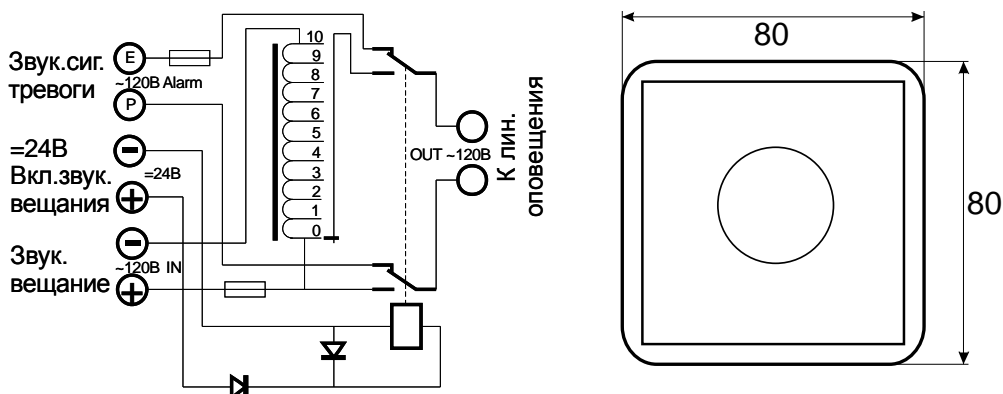 Звук.сиг.
тревоги
E
~120В Alarm
P
=24В
Вкл.звук.
вещания
−
+
=24В
Звук.
вещание
−
~120В IN
+
10
9
8
7
6
5
4
3
2
1
0
OUT ~120В
К лин.
оповещения
80
80